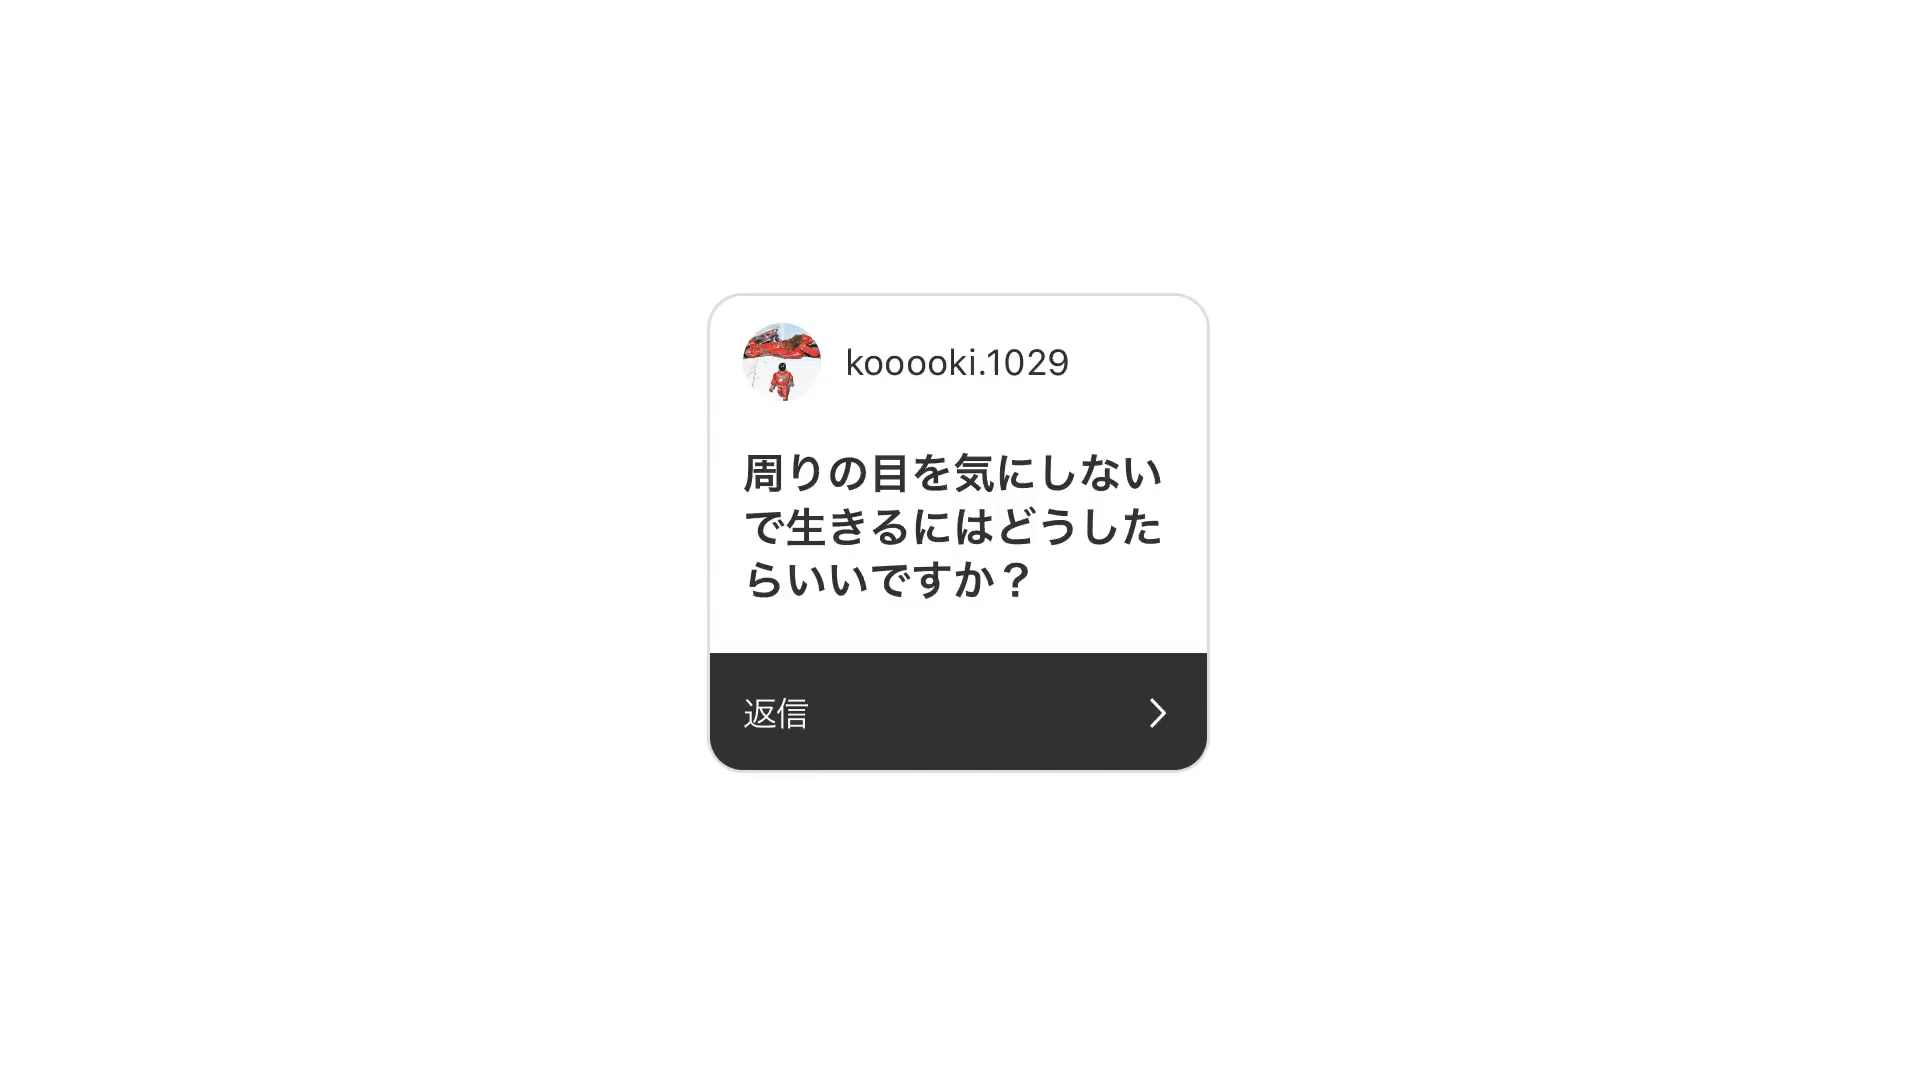 kooooki.1029
周りの目を気にしない
で生きるにはどうした
らいいですか？
返信